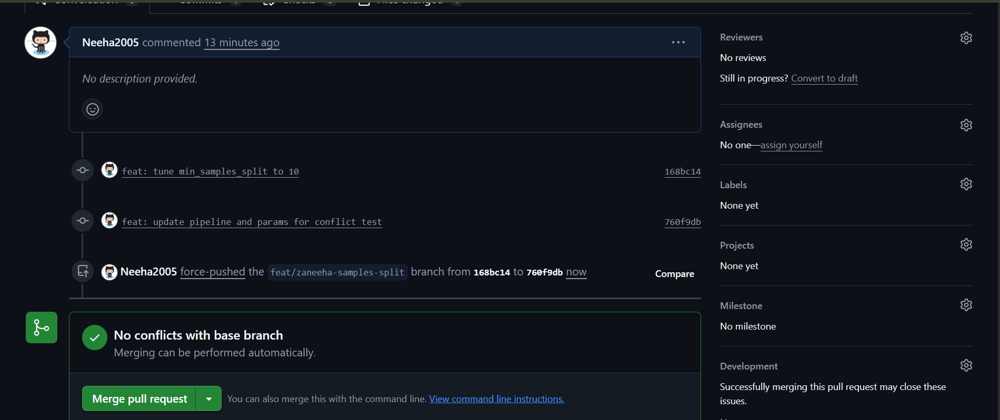 Neeha2005 commented 13 minutes ago
No description provided.
feat: tune min_samples_split to 10
168bc14
feat: update pipeline and params for conflict test
760f9db
Neeha2005 force-pushed the feat/zaneeha-samples-split branch from 168bc14 to 760f9db now
Compare
No conflicts with base branch
Merging can be performed automatically.
Merge pull request
You can also merge this with the command line. View command line instructions.
Reviewers
No reviews
Still in progress? Convert to draft
Assignees
No one—assign yourself
Labels
None yet
Projects
None yet
Milestone
No milestone
Development
Successfully merging this pull request may close these
issues.